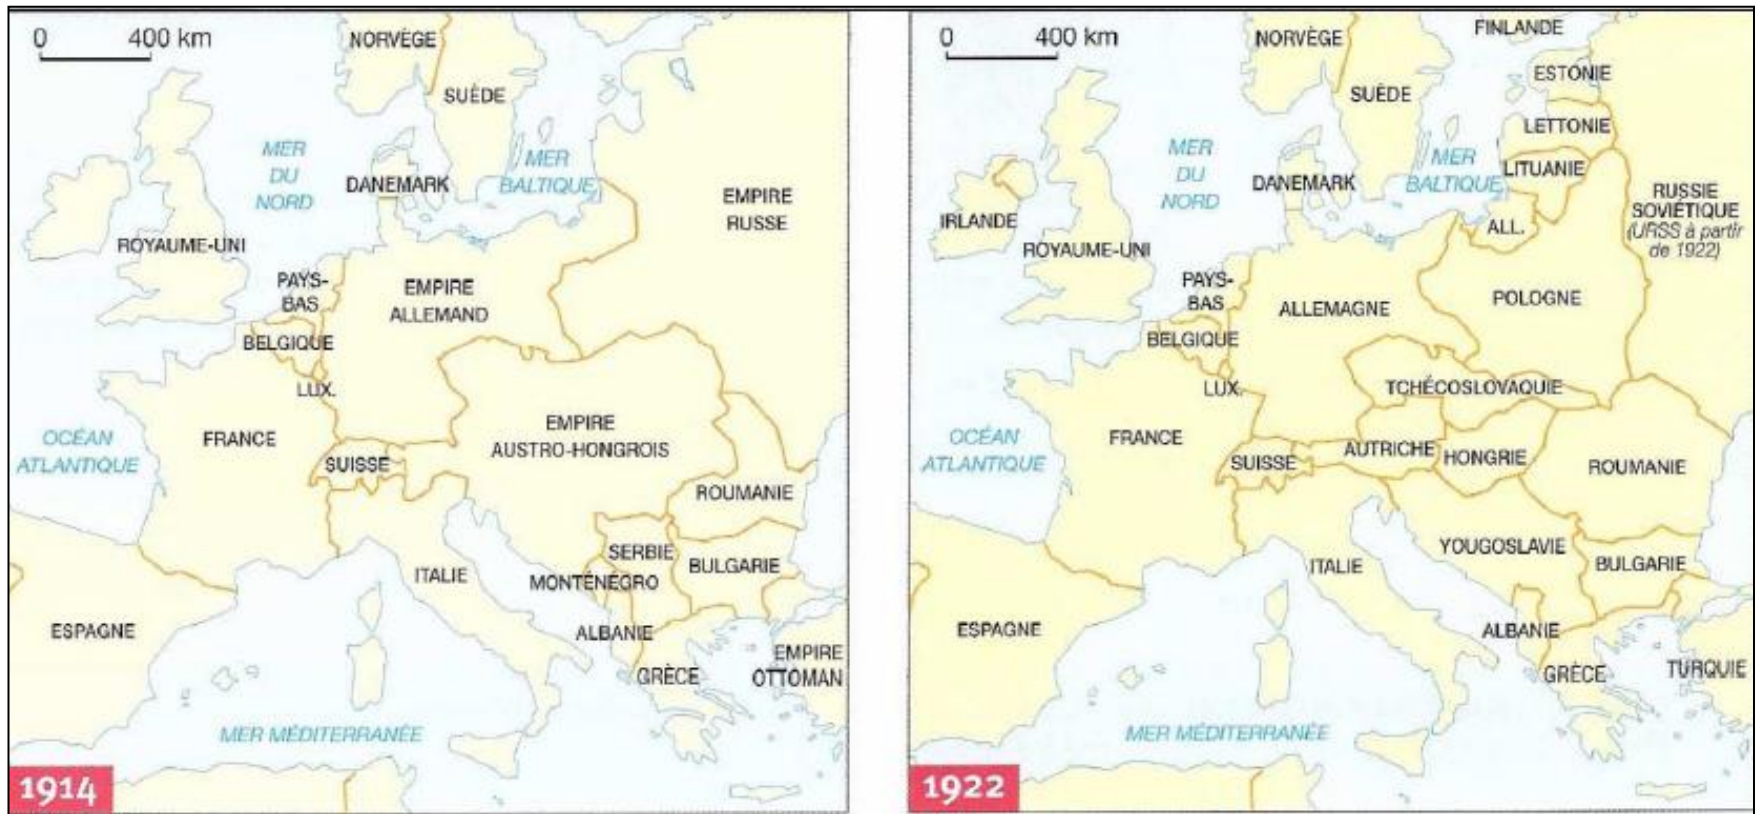 0 400 km
NORVÈGE
SUÈDE
MER
DU
NORD
MER
BALTIQUE
DANEMARK
EMPIRE
RUSSE
ROYAUME-UNI
PAYS-
BAS
EMPIRE
ALLEMAND
BELGIQUE
LUX.
OCÉAN
ATLANTIQUE
FRANCE
EMPIRE
AUSTRO-HONGROIS
SUISSE
ROUMANIE
SERBIE
BULGARIE
ITALIE
MONTÉNÉGRO
ESPAGNE
ALBANIE
EMPIRE
OTTOMAN
GRÈCE
MER MÉDITERRANÉE
1914
0 400 km
NORVÈGE
FINLANDE
ESTONIE
SUÈDE
LETTONIE
MER
DU
NORD
MER
BALTIQUE
LITUANIE
DANEMARK
RUSSIE
SOVIÉTIQUE
(URSS à partir
de 1922)
IRLANDE
ALL.
ROYAUME-UNI
PAYS-
BAS
ALLEMAGNE
POLOGNE
BELGIQUE
LUX.
TCHÉCOSLOVAQUIE
OCÉAN
ATLANTIQUE
FRANCE
SUISSE
AUTRICHE
HONGRIE
ROUMANIE
YOUGOSLAVIE
ITALIE
BULGARIE
ESPAGNE
ALBANIE
GRÈCE
TURQUIE
MER MÉDITERRANÉE
1922